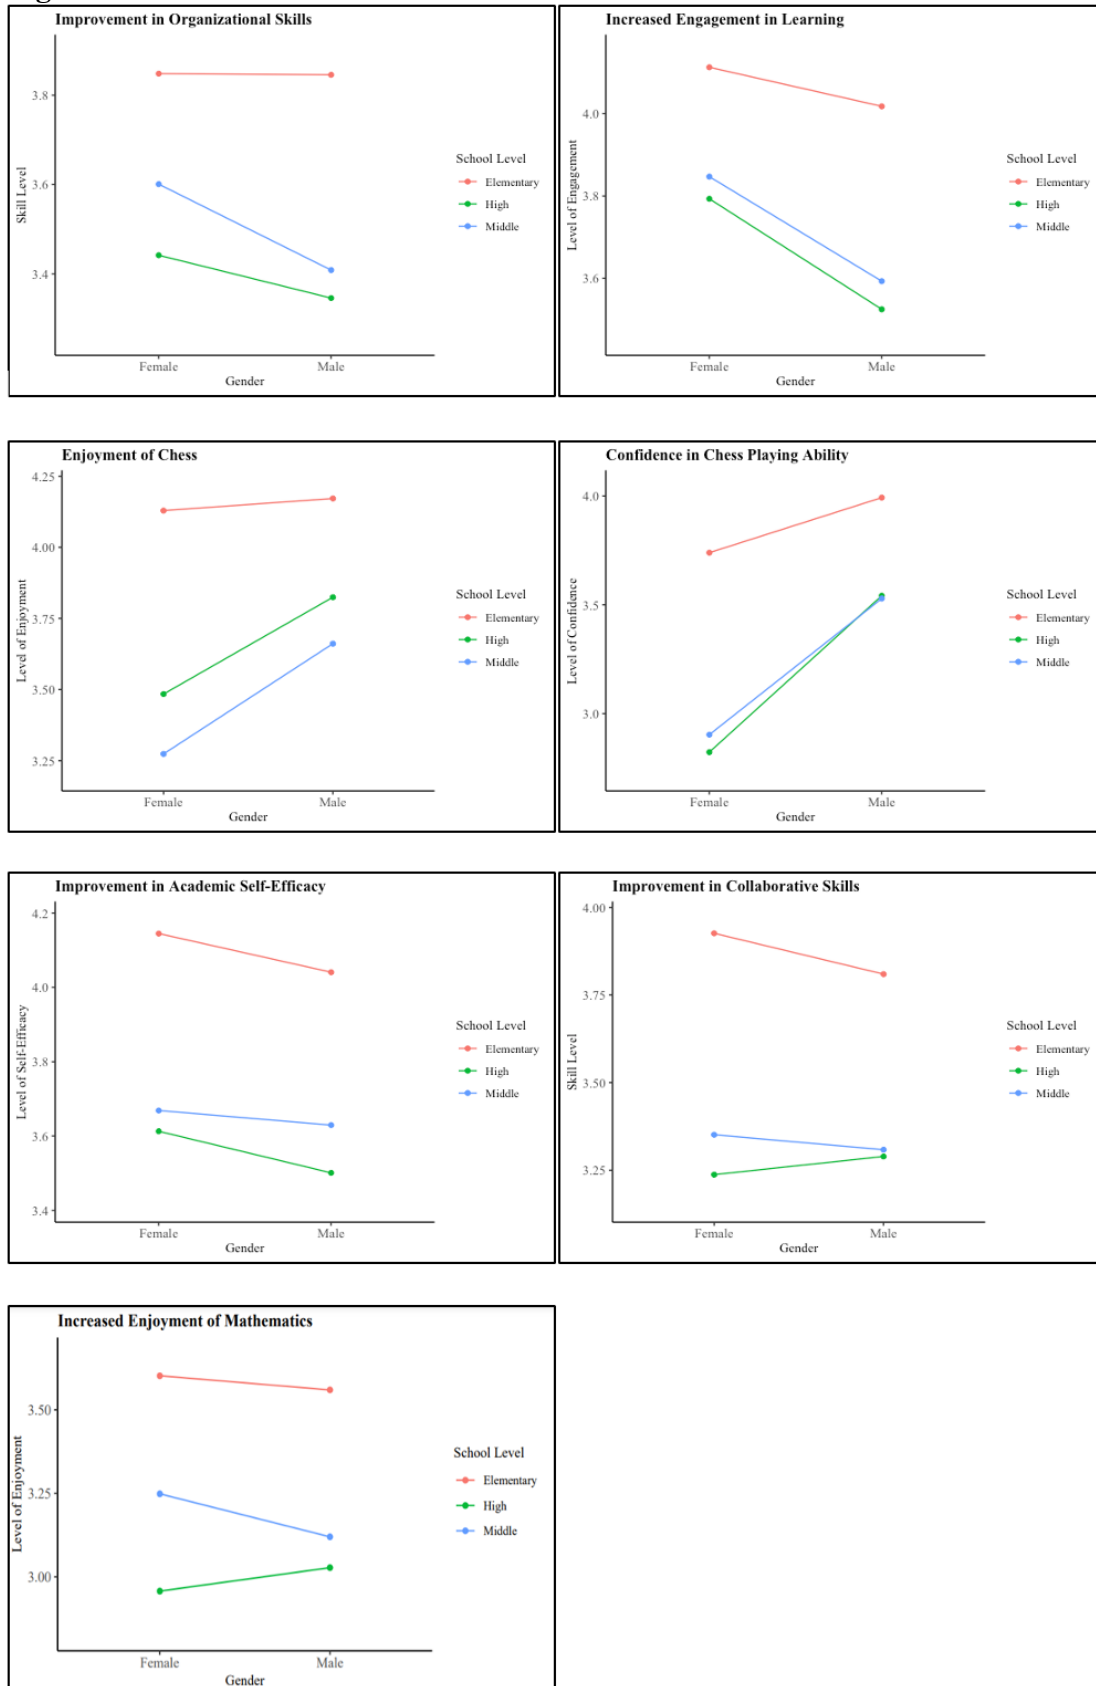 Improvement in Organizational Skills
3.8
3.6
3.4
Skill Level
Female Male
Gender
School Level
Elementary
High
Middle
Increased Engagement in Learning
4.0
3.8
3.6
Level of Engagement
Female Male
Gender
School Level
Elementary
High
Middle
Enjoyment of Chess
4.25
4.00
3.75
3.50
3.25
Level of Enjoyment
Female Male
Gender
School Level
Elementary
High
Middle
Confidence in Chess Playing Ability
4.0
3.5
3.0
Level of Confidence
Female Male
Gender
School Level
Elementary
High
Middle
Improvement in Academic Self-Efficacy
4.2
4.0
3.8
3.6
3.4
Level of Self-Efficacy
Female Male
Gender
School Level
Elementary
High
Middle
Improvement in Collaborative Skills
4.00
3.75
3.50
3.25
Skill Level
Female Male
Gender
School Level
Elementary
High
Middle
Increased Enjoyment of Mathematics
3.50
3.25
3.00
Level of Enjoyment
Female Male
Gender
School Level
Elementary
High
Middle